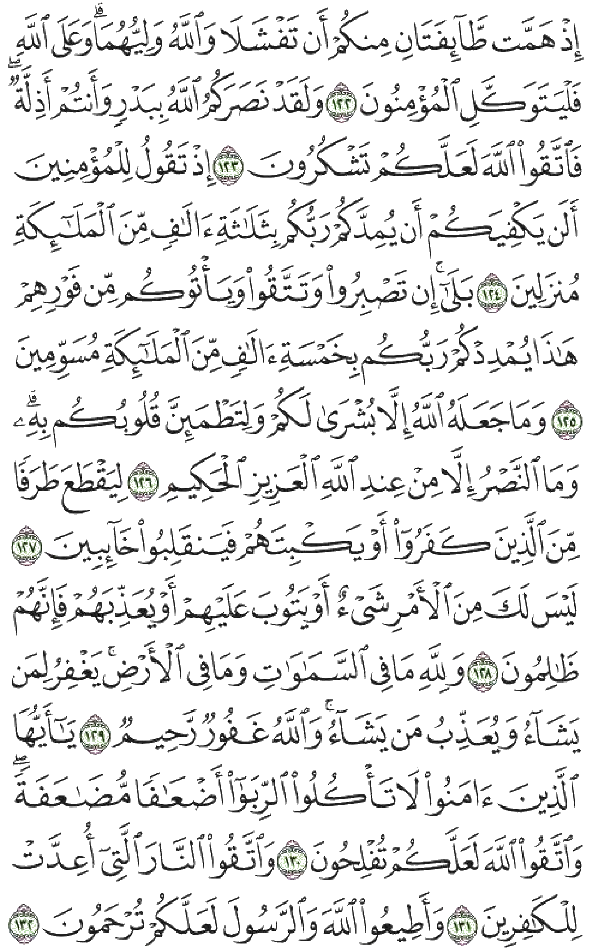 إِذْ هَمَّت طَّآئِفَتَانِ مِنكُمْ أَن تَفْشَلَا وَٱللَّهُ وَلِيُّهُمَا ۗ وَعَلَى ٱللَّهِ
فَلْيَتَوَكَّلِ ٱلْمُؤْمِنُونَ ١٢٢ وَلَقَدْ نَصَرَكُمُ ٱللَّهُ بِبَدْرٍ وَأَنتُمْ أَذِلَّةٌ ۖ
فَٱتَّقُوا۟ ٱللَّهَ لَعَلَّكُمْ تَشْكُرُونَ ١٢٣ إِذْ تَقُولُ لِلْمُؤْمِنِينَ
أَلَن يَكْفِيَكُمْ أَن يُمِدَّكُمْ رَبُّكُم بِثَلَـٰثَةِ ءَالَـٰفٍ مِّنَ ٱلْمَلَـٰٓئِكَةِ
مُنزَلِينَ ١٢٤ بَلَىٰٓ ۚ إِن تَصْبِرُوا۟ وَتَتَّقُوا۟ وَيَأْتُوكُم مِّن فَوْرِهِمْ
هَـٰذَا يُمْدِدْكُمْ رَبُّكُم بِخَمْسَةِ ءَالَـٰفٍ مِّنَ ٱلْمَلَـٰٓئِكَةِ مُسَوِّمِينَ
١٢٥ وَمَا جَعَلَهُ ٱللَّهُ إِلَّا بُشْرَىٰ لَكُمْ وَلِتَطْمَئِنَّ قُلُوبُكُم بِهِۦ ۗ
وَمَا ٱلنَّصْرُ إِلَّا مِنْ عِندِ ٱللَّهِ ٱلْعَزِيزِ ٱلْحَكِيمِ ١٢٦ لِيَقْطَعَ طَرَفًا
مِّنَ ٱلَّذِينَ كَفَرُوٓا۟ أَوْ يَكْبِتَهُمْ فَيَنقَلِبُوا۟ خَآئِبِينَ ١٢٧
لَيْسَ لَكَ مِنَ ٱلْأَمْرِ شَىْءٌ أَوْ يَتُوبَ عَلَيْهِمْ أَوْ يُعَذِّبَهُمْ فَإِنَّهُمْ
ظَـٰلِمُونَ ١٢٨ وَلِلَّهِ مَا فِى ٱلسَّمَـٰوَٰتِ وَمَا فِى ٱلْأَرْضِ ۚ يَغْفِرُ لِمَن
يَشَآءُ وَيُعَذِّبُ مَن يَشَآءُ ۚ وَٱللَّهُ غَفُورٌ رَّحِيمٌ ١٢٩ يَـٰٓأَيُّهَا
ٱلَّذِينَ ءَامَنُوا۟ لَا تَأْكُلُوا۟ ٱلرِّبَوٰٓا۟ أَضْعَـٰفًا مُّضَـٰعَفَةً ۖ
وَٱتَّقُوا۟ ٱللَّهَ لَعَلَّكُمْ تُفْلِحُونَ ١٣٠ وَٱتَّقُوا۟ ٱلنَّارَ ٱلَّتِىٓ أُعِدَّتْ
لِلْكَـٰفِرِينَ ١٣١ وَأَطِيعُوا۟ ٱللَّهَ وَٱلرَّسُولَ لَعَلَّكُمْ تُرْحَمُونَ ١٣٢